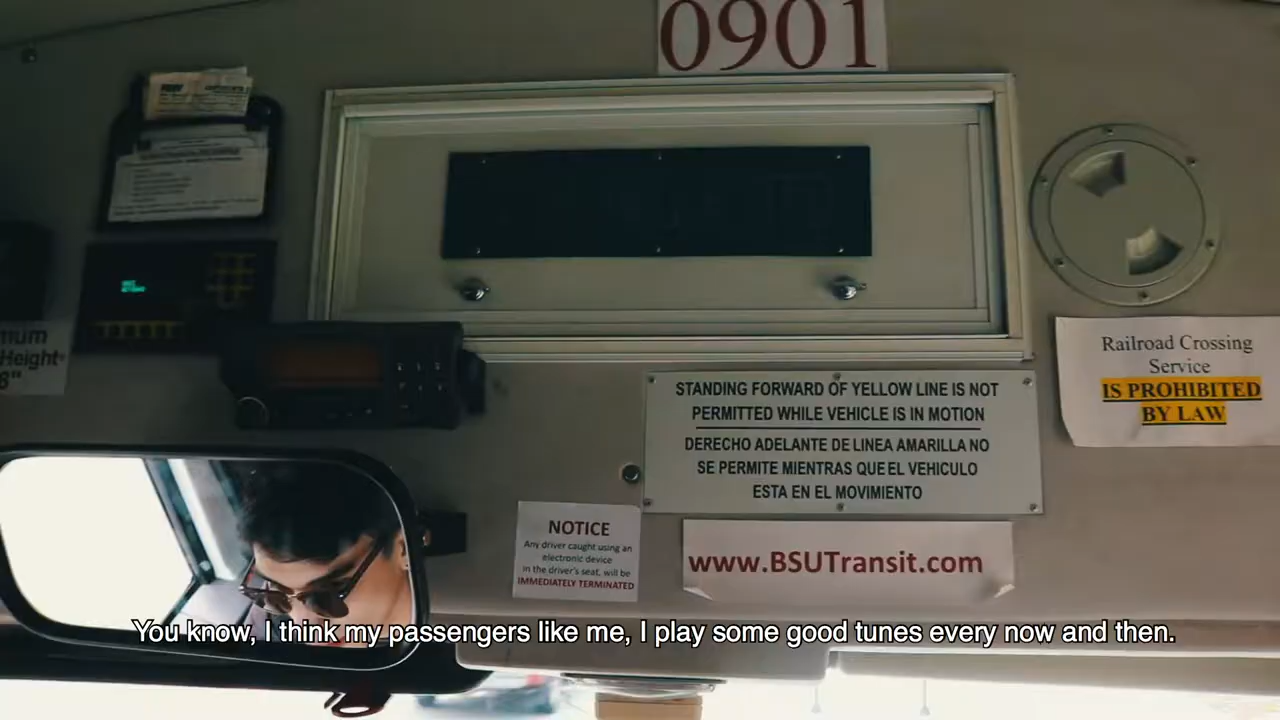 0901
mum
Height
8"
STANDING FORWARD OF YELLOW LINE IS NOT
PERMITTED WHILE VEHICLE IS IN MOTION
DERECHO ADELANTE DE LINEA AMARILLA NO
SE PERMITE MIENTRAS QUE EL VEHICULO
ESTA EN EL MOVIMIENTO
Railroad Crossing
Service
IS PROHIBITED
BY LAW
NOTICE
Any driver caught using an
electronic device
in the driver's seat, will be
IMMEDIATELY TERMINATED
www.BSUTransit.com
You know, I think my passengers like me, I play some good tunes every now and then.